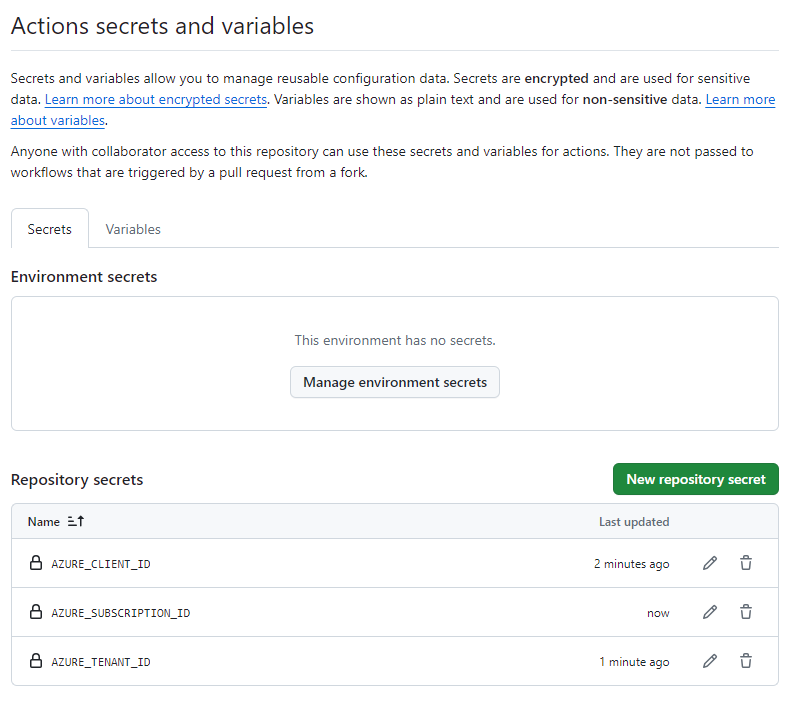 Actions secrets and variables
Secrets and variables allow you to manage reusable configuration data. Secrets are encrypted and are used for sensitive
data. Learn more about encrypted secrets. Variables are shown as plain text and are used for non-sensitive data. Learn more
about variables.
Anyone with collaborator access to this repository can use these secrets and variables for actions. They are not passed to
workflows that are triggered by a pull request from a fork.
Secrets Variables
Environment secrets
This environment has no secrets.
Manage environment secrets
Repository secrets New repository secret
Name Last updated
AZURE_CLIENT_ID 2 minutes ago
AZURE_SUBSCRIPTION_ID now
AZURE_TENANT_ID 1 minute ago